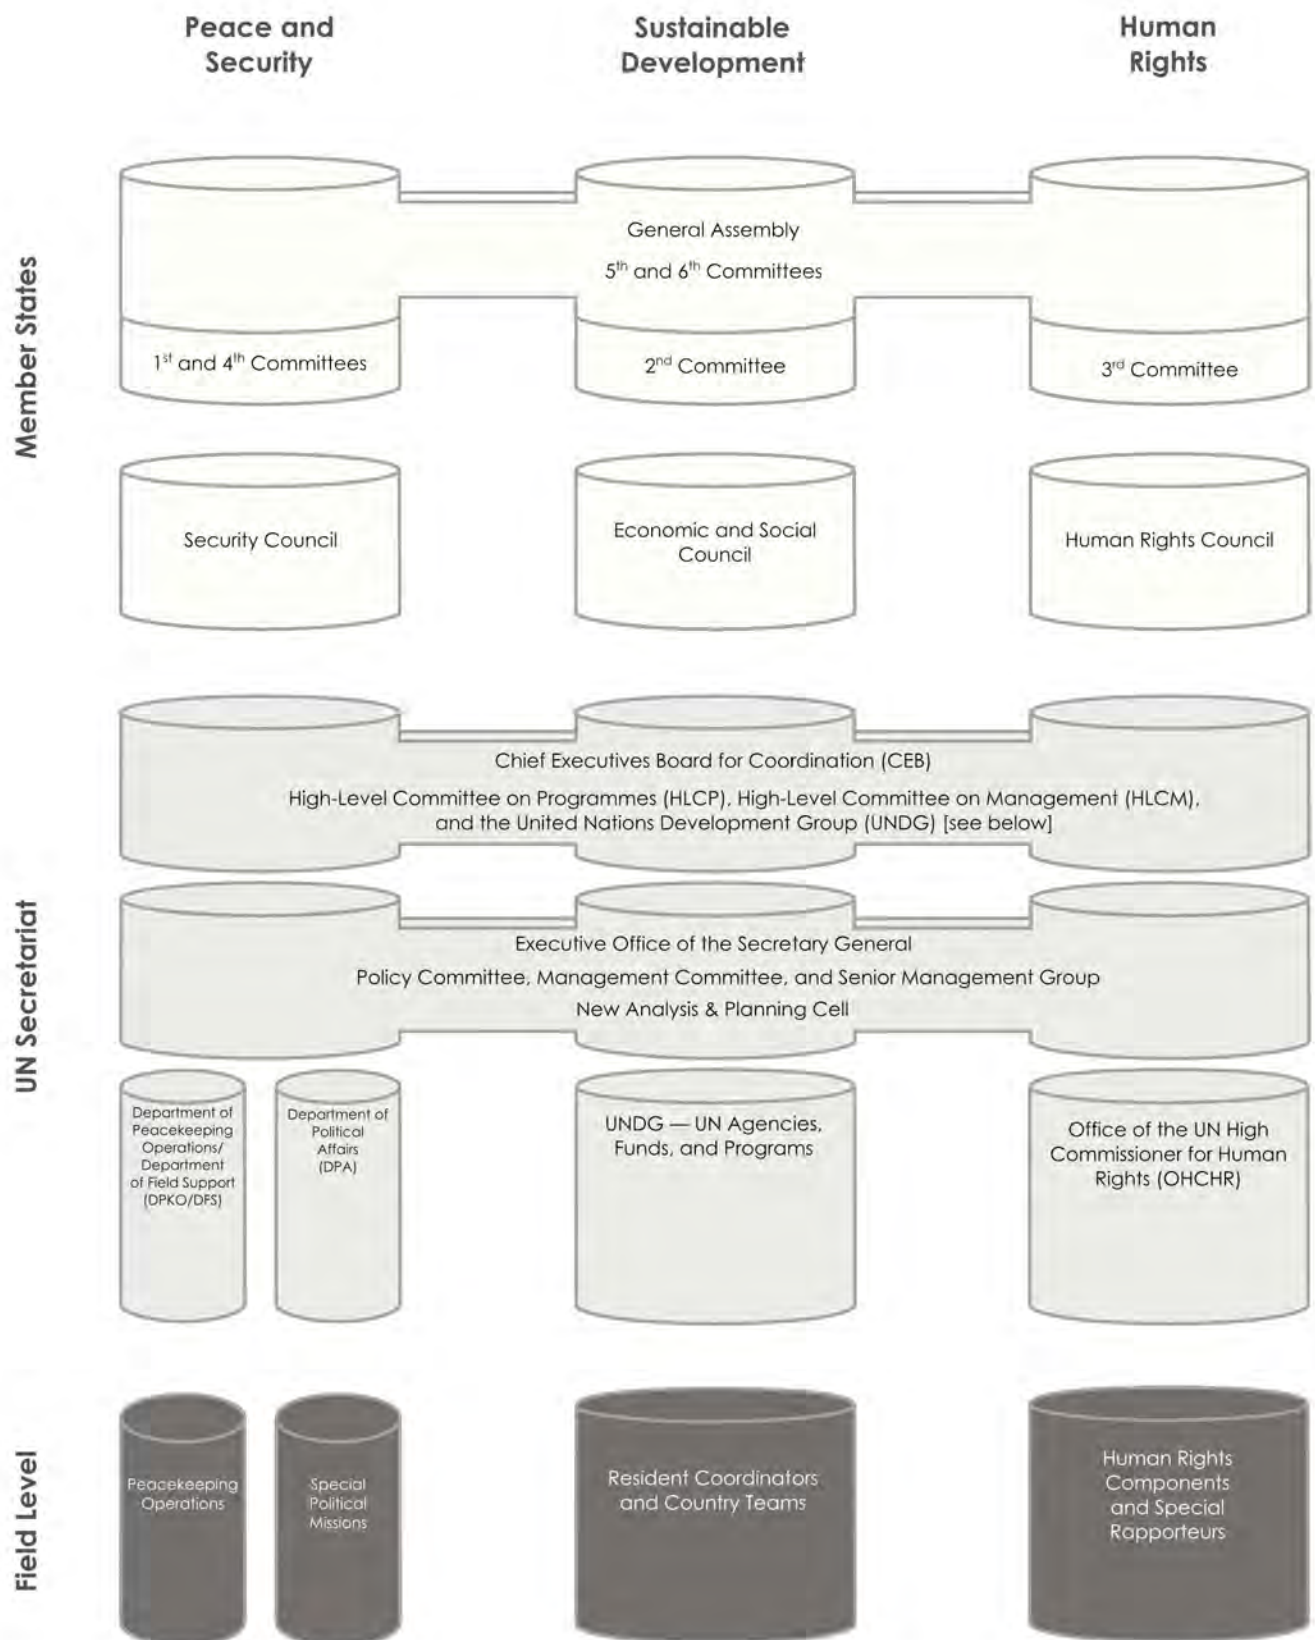 Peace and
Security
Sustainable
Development
Human
Rights
Member States
General Assembly
5th and 6th Committees
1st and 4th Committees
2nd Committee
3rd Committee
Security Council
Economic and Social
Council
Human Rights Council
UN Secretariat
Chief Executives Board for Coordination (CEB)
High-Level Committee on Programmes (HLCP), High-Level Committee on Management (HLCM),
and the United Nations Development Group (UNDG) [see below]
Executive Office of the Secretary General
Policy Committee, Management Committee, and Senior Management Group
New Analysis & Planning Cell
Department of
Peacekeeping
Operations/
Department
of Field Support
(DPKO/DFS)
Department of
Political
Affairs
(DPA)
UNDG — UN Agencies,
Funds, and Programs
Office of the UN High
Commissioner for Human
Rights (OHCHR)
Field Level
Peacekeeping
Operations
Special
Political
Missions
Resident Coordinators
and Country Teams
Human Rights
Components
and Special
Rapporteurs